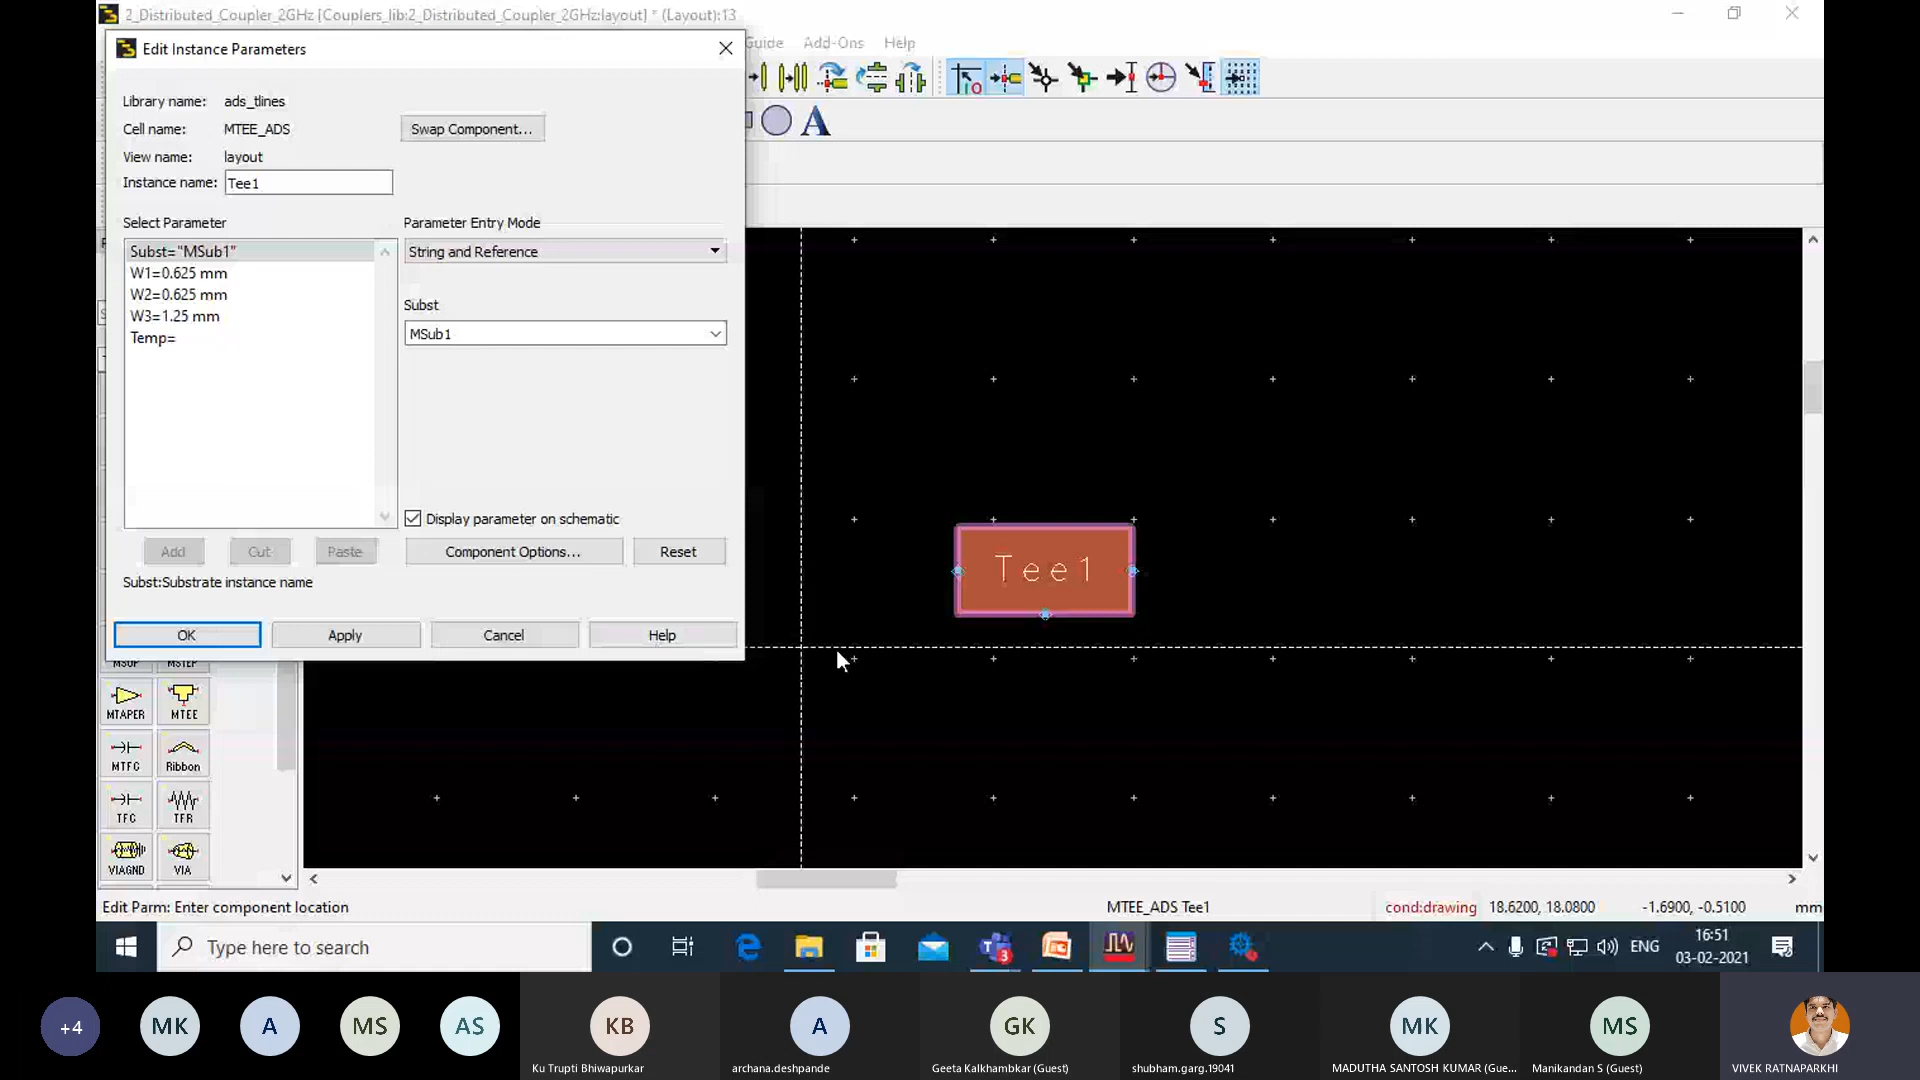 2_Distributed_Coupler_2GHz [Couplers_lib:2_Distributed_Coupler_2GHz:layout] * (Layout):13
Edit Instance Parameters
Guide
Add-Ons
Help
Library name: ads_tlines
Cell name: MTEE_ADS
Swap Component...
View name: layout
Instance name: Tee1
Select Parameter
Parameter Entry Mode
Subst="MSub1"
W1=0.625 mm
W2=0.625 mm
W3=1.25 mm
Temp=
String and Reference
Subst
MSub1
Display parameter on schematic
Add
Cut
Paste
Component Options...
Reset
Subst:Substrate instance name
OK
Apply
Cancel
Help
A
Tee1
MSTEP
MTAPER
MTEE
MTFC
Ribbon
TFC
TFR
VIAGND
VIA
Edit Parm: Enter component location
MTEE_ADS Tee1
cond:drawing
18.6200, 18.0800
-1.6900, -0.5100
mm
Type here to search
3
ENG
16:51
03-02-2021
+4
MK
A
MS
AS
KB
A
GK
S
MK
MS
Ku Trupti Bhiwapurkar
archana.deshpande
Geeta Kalkhambkar (Guest)
shubham.garg.19041
MADUTHA SANTOSH KUMAR (Gue...
Manikandan S (Guest)
VIVEK RATNAPARKHI